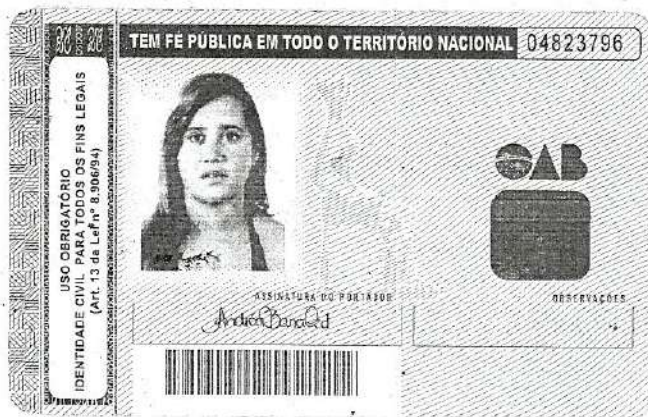 TEM FÉ PÚBLICA EM TODO O TERRITÓRIO NACIONAL 04823796
USO OBRIGATÓRIO
IDENTIDADE CIVIL PARA TODOS OS FINS LEGAIS
(Art. 13 da Lei nº 8.906/94)
OAB
ASSINATURA DO PORTADOR
OBSERVAÇÕES
Andréa